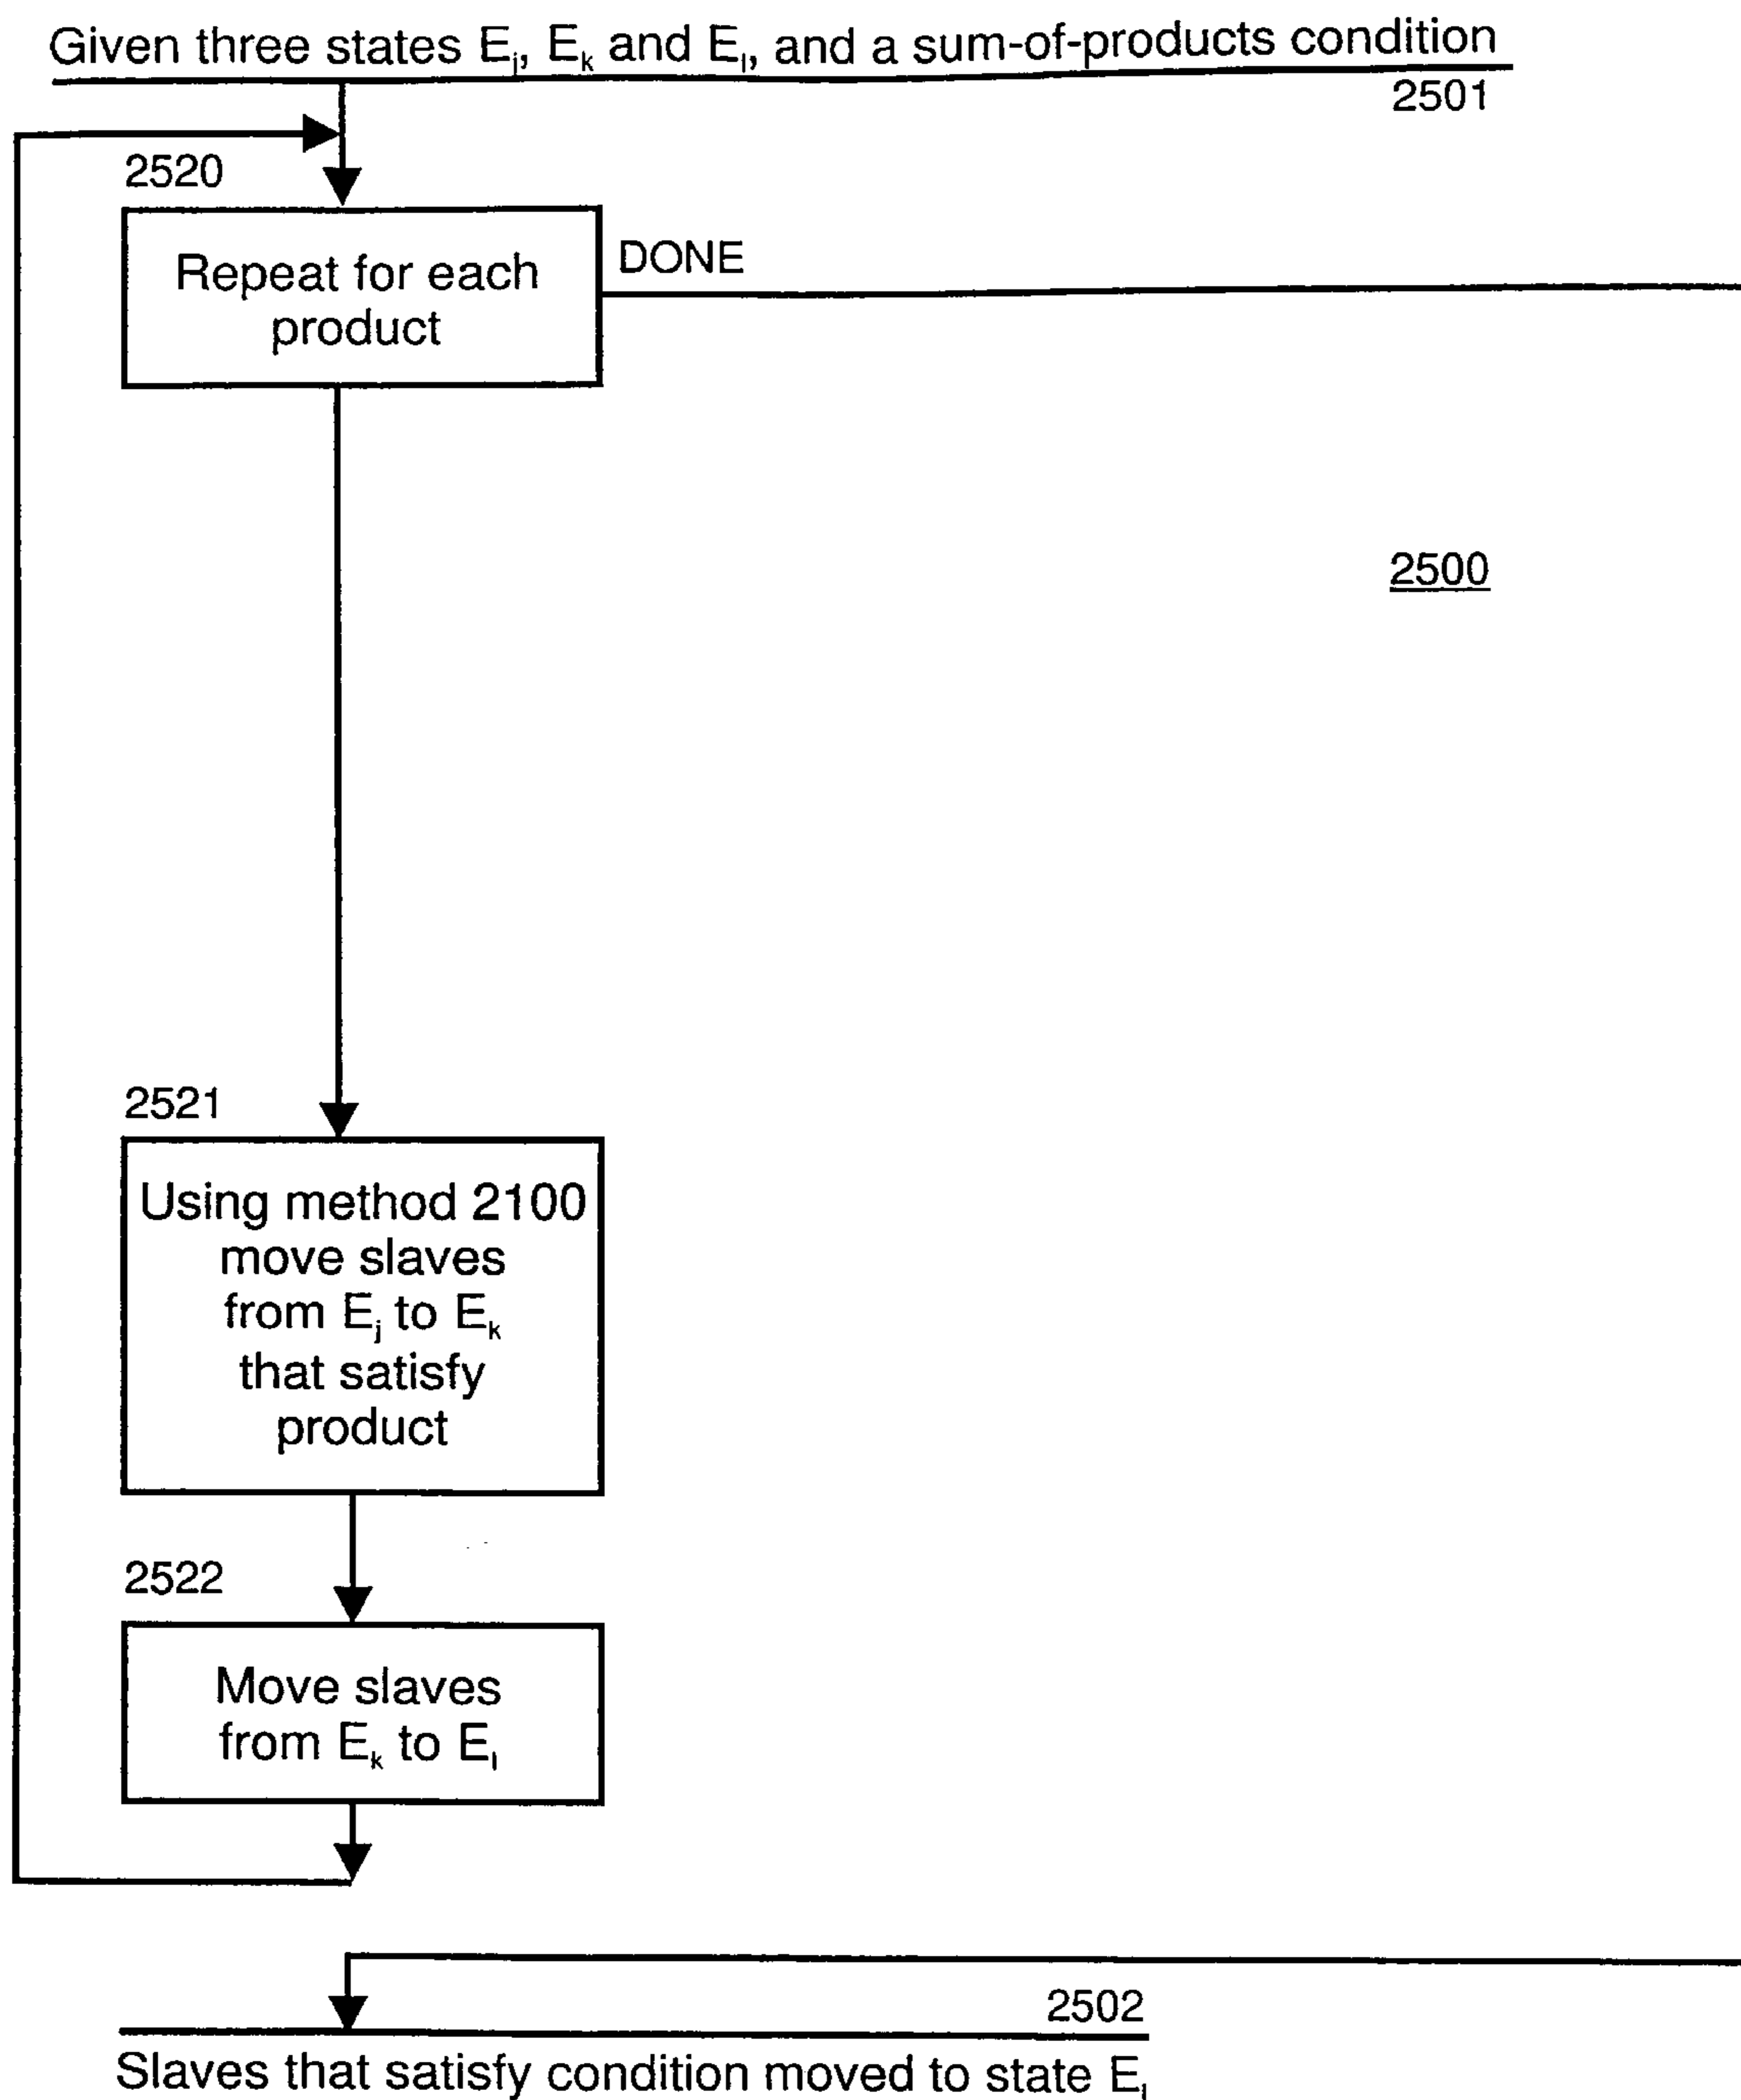 Given three states Eⱼ, Eₖ and Eₗ, and a sum-of-products condition
2501
2520
Repeat for each
product
DONE
2500
2521
Using method 2100
move slaves
from Eⱼ to Eₖ
that satisfy
product
2522
Move slaves
from Eₖ to Eₗ
2502
Slaves that satisfy condition moved to state Eₗ